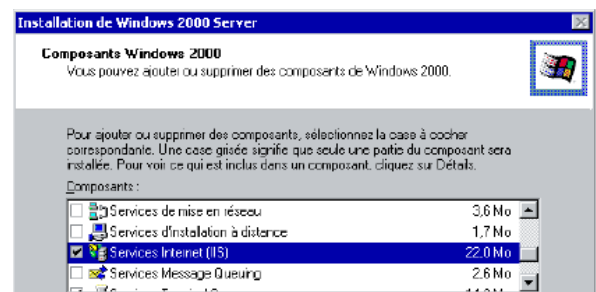 Installation de Windows 2000 Server
Composants Windows 2000
Vous pouvez ajouter ou supprimer des composants de Windows 2000.
Pour ajouter ou supprimer des composants, sélectionnez la case à cocher
correspondante. Une case grisée signifie que seule une partie du composant sera
installée. Pour voir ce qui est inclus dans un composant, cliquez sur Détails.
Composants :
Services de mise en réseau 3,6 Mo
Services d'installation à distance 1,7 Mo
Services Internet (IIS) 22,0 Mo
Services Message Queuing 2,6 Mo